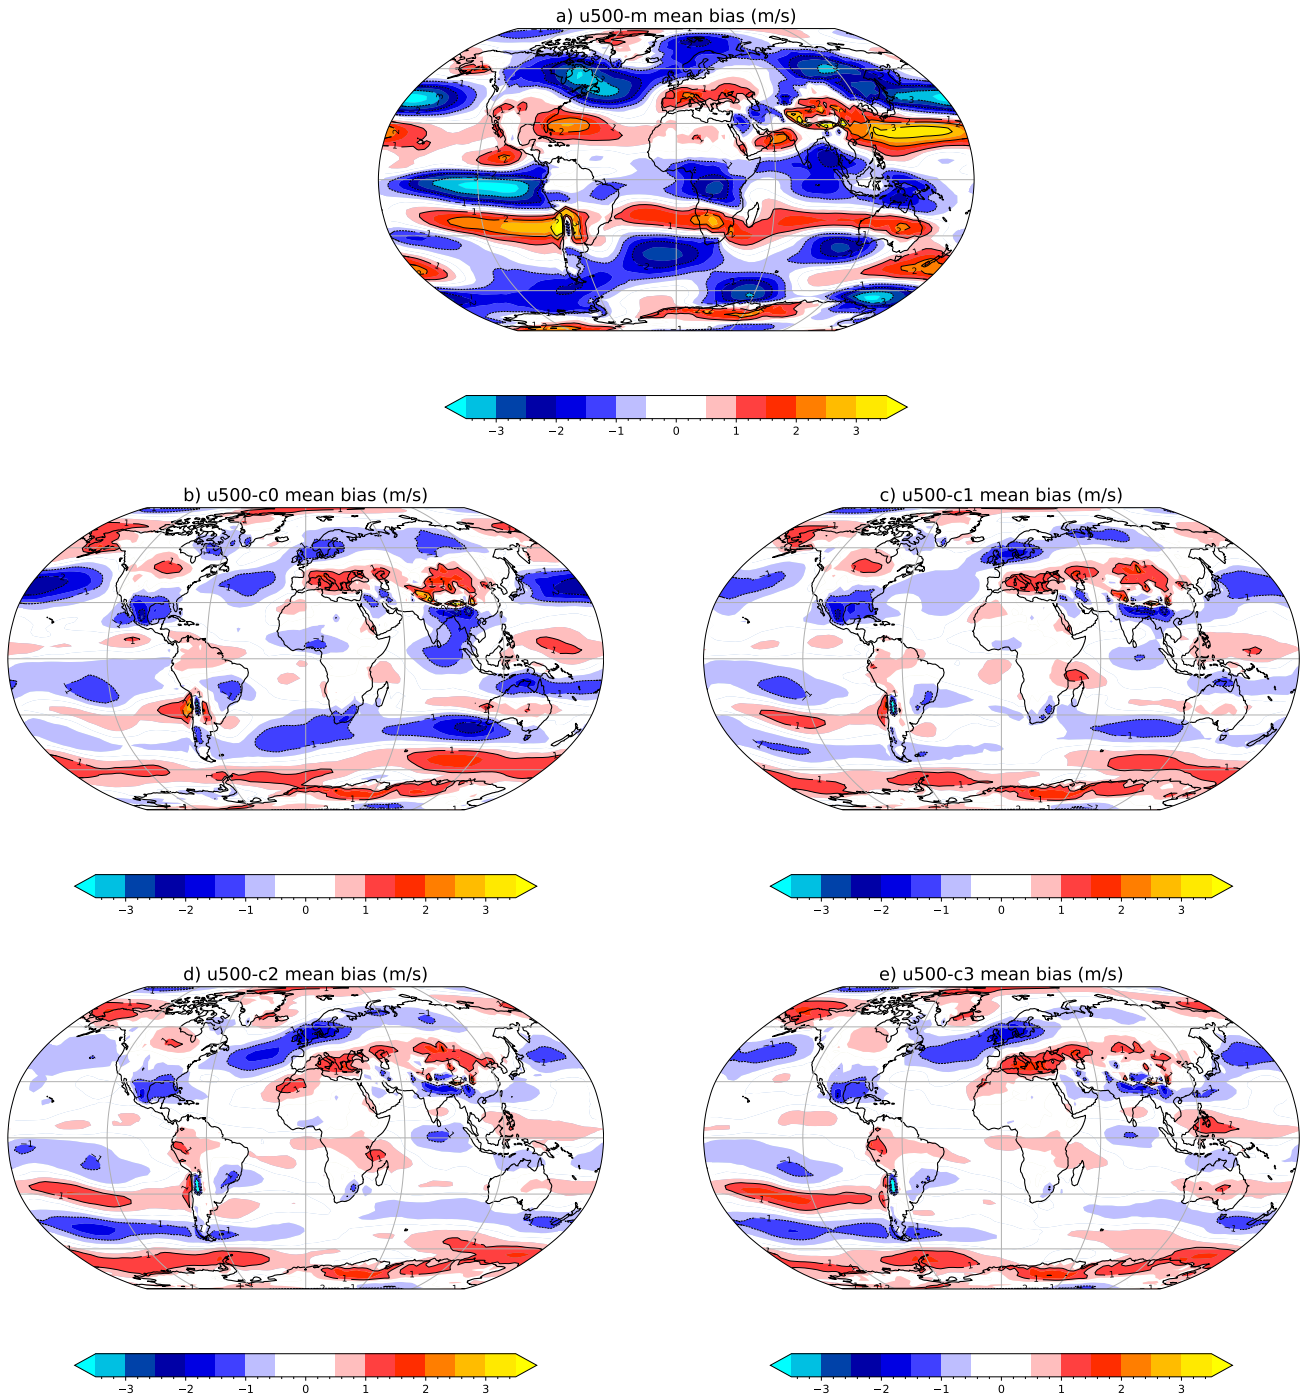 a) u500-m mean bias (m/s)
−3 −2 −1 0 1 2 3
b) u500-c0 mean bias (m/s)
c) u500-c1 mean bias (m/s)
−3 −2 −1 0 1 2 3
−3 −2 −1 0 1 2 3
d) u500-c2 mean bias (m/s)
e) u500-c3 mean bias (m/s)
−3 −2 −1 0 1 2 3
−3 −2 −1 0 1 2 3